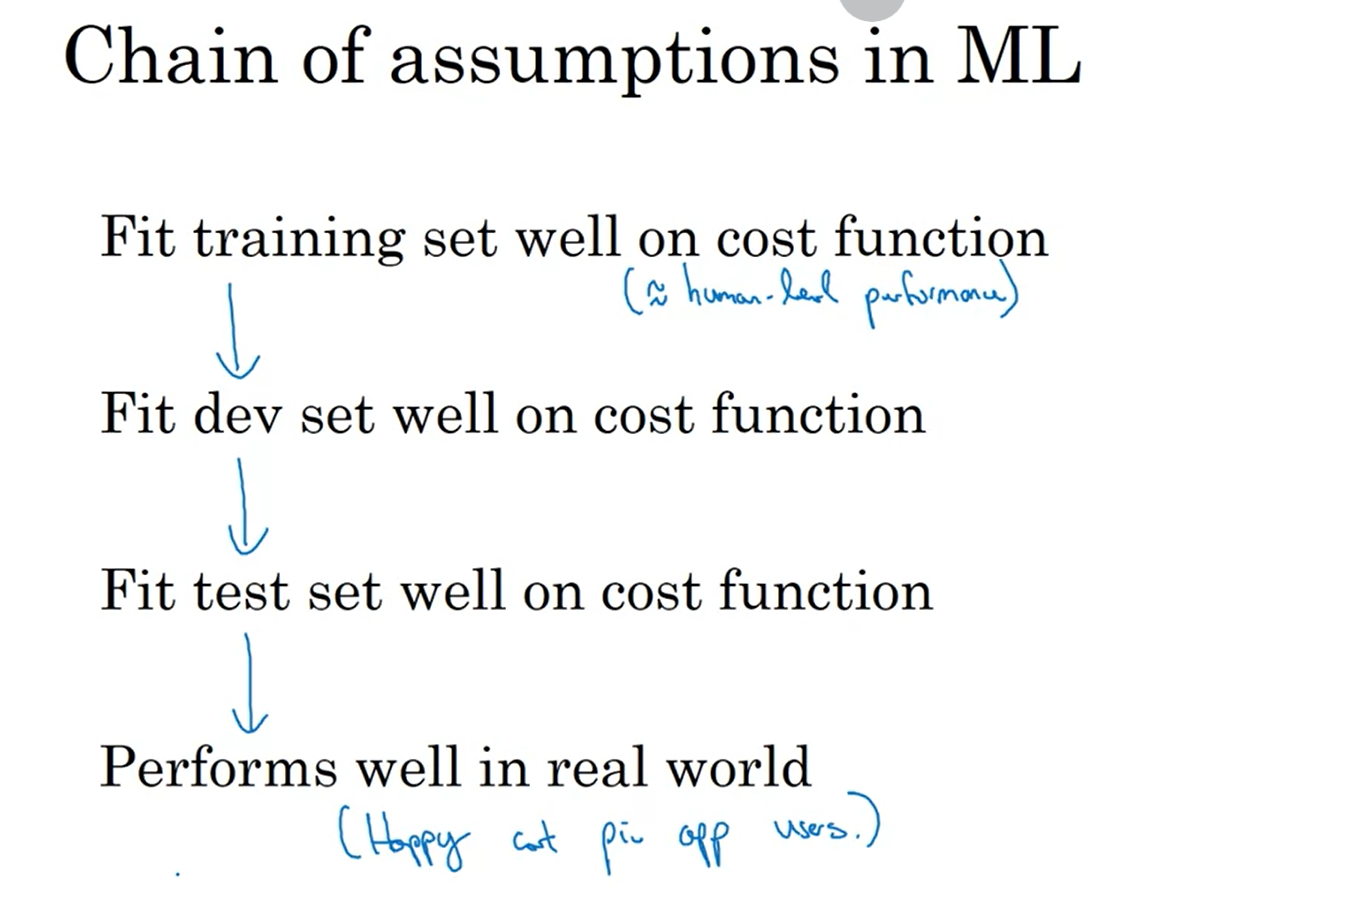 Chain of assumptions in ML
Fit training set well on cost function
(≈ human-level performance)
Fit dev set well on cost function
Fit test set well on cost function
Performs well in real world
(Happy cat pic app users.)